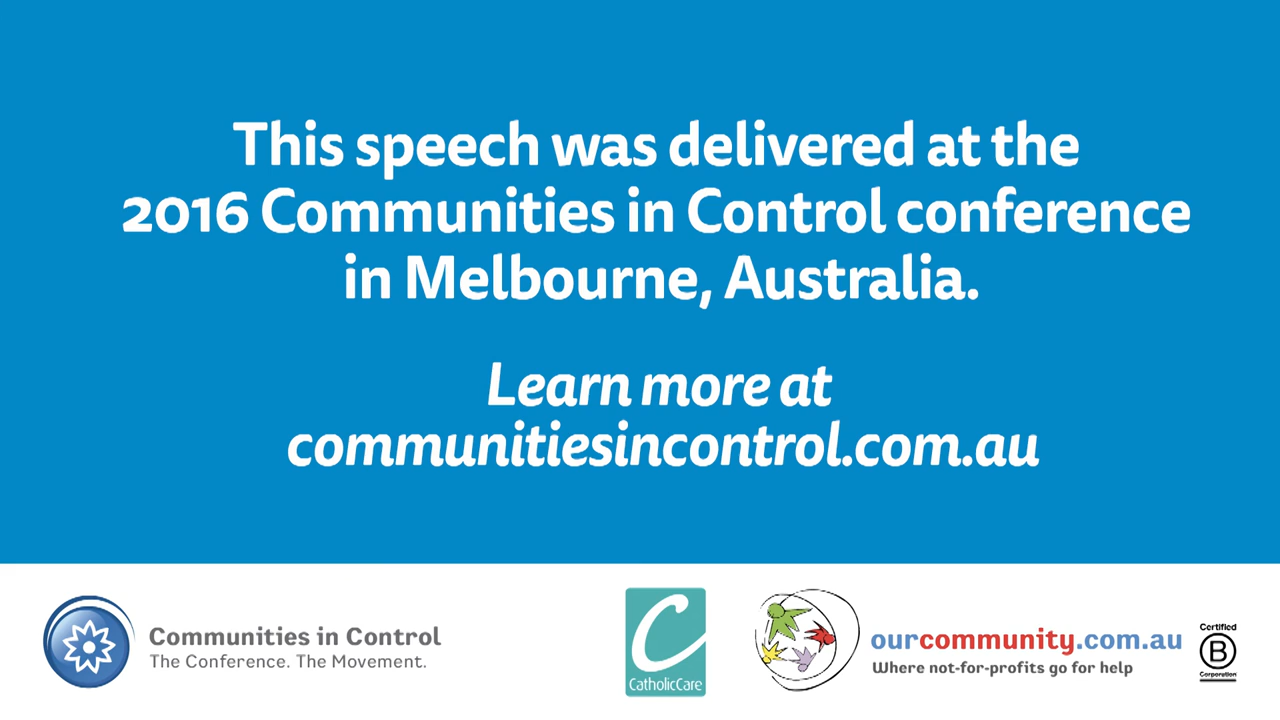 This speech was delivered at the
2016 Communities in Control conference
in Melbourne, Australia.
Learn more at
communitiesincontrol.com.au
Communities in Control
The Conference. The Movement.
C
CatholicCare
ourcommunity.com.au
Where not-for-profits go for help
Certified
B
Corporation